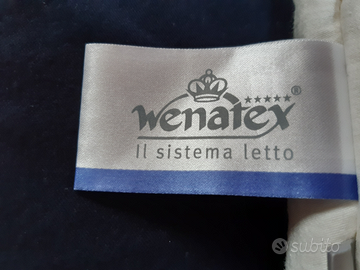 wenatex®
Il sistema letto
subito